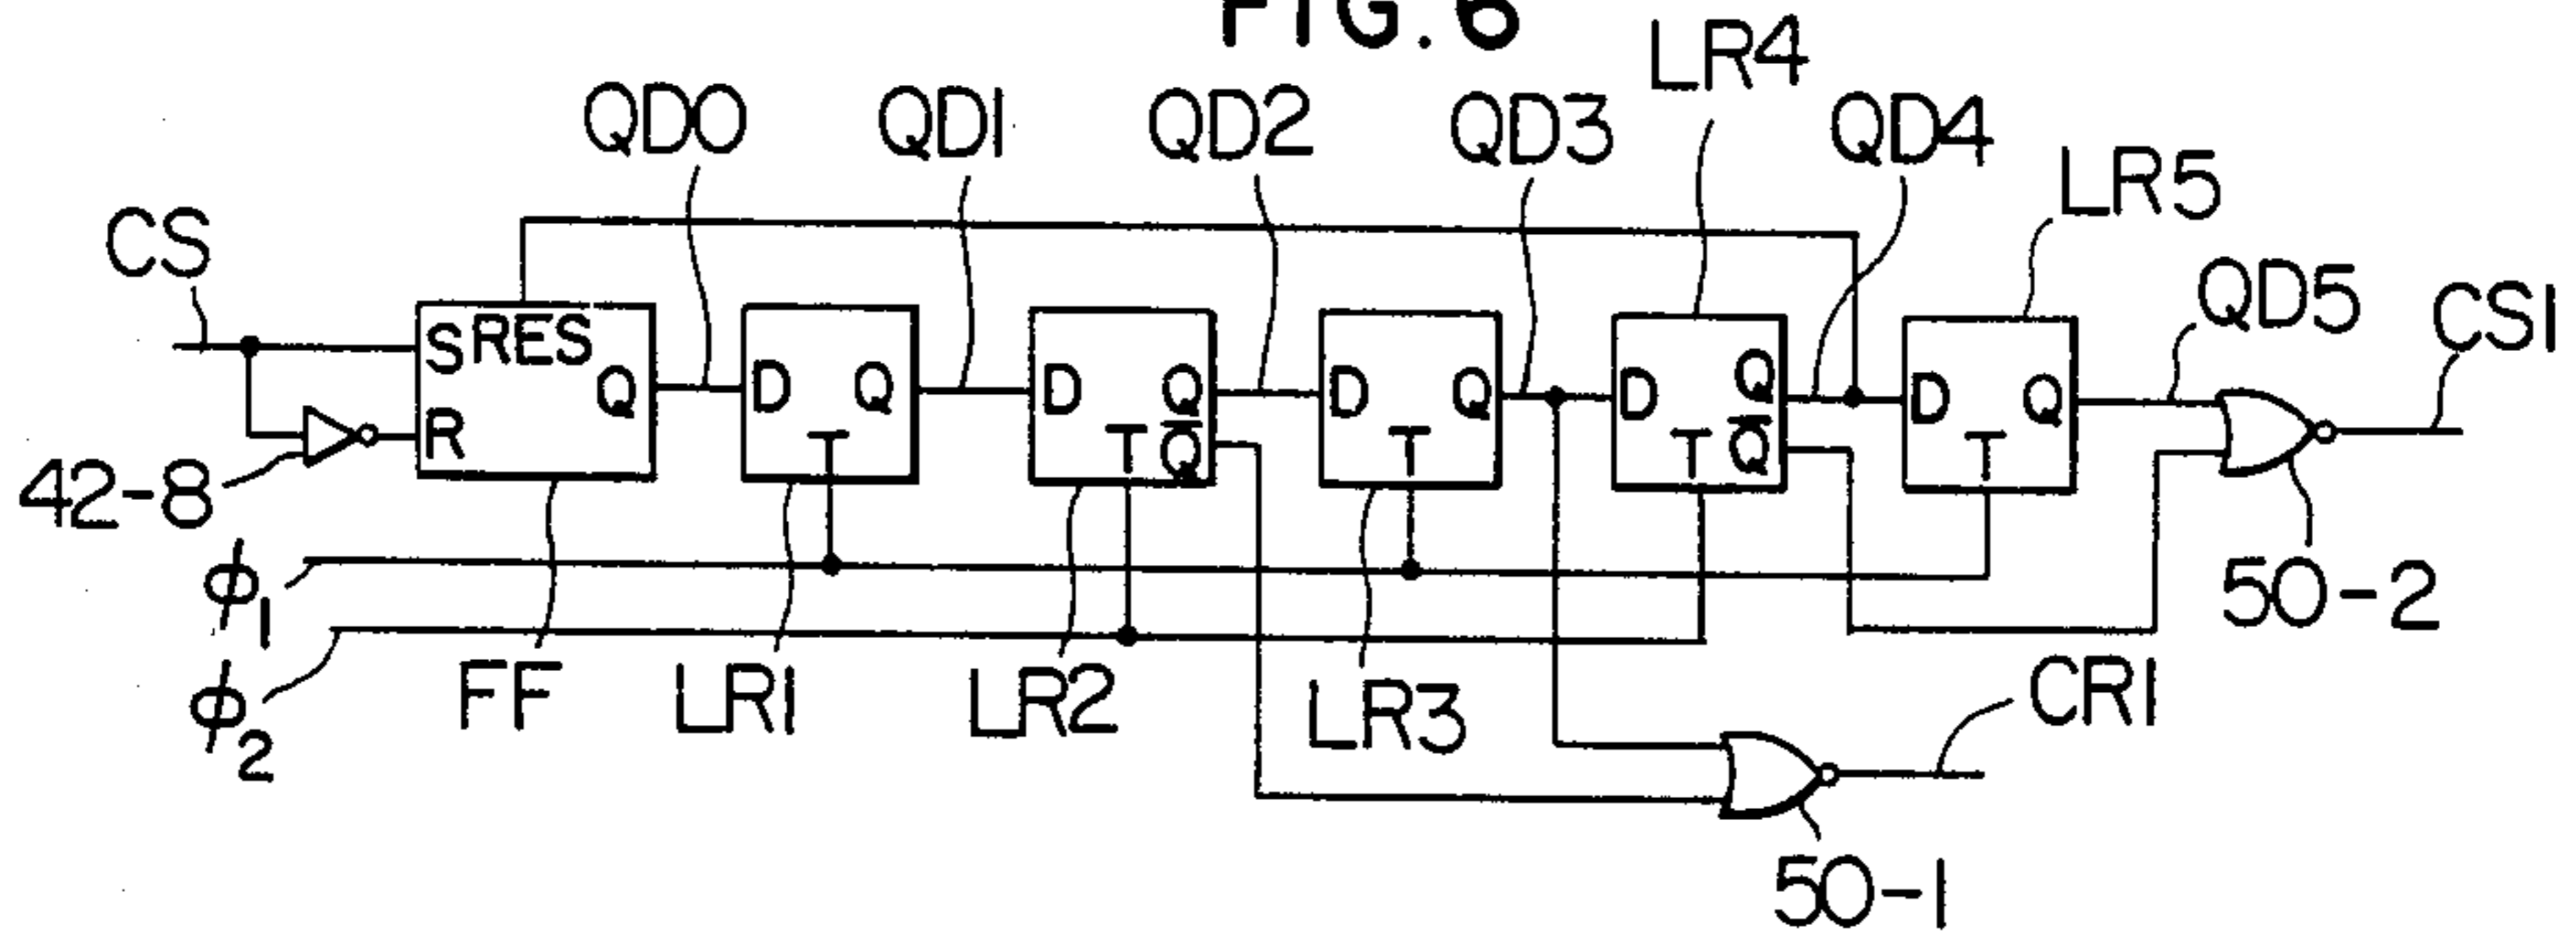 FIG. 6
LR4
QD0 QD1 QD2 QD3 QD4
LR5
CS
QD5
CS1
S RES
Q D Q D Q D Q D Q D Q
R T T Q̅ T T Q̅ T
42-8
ϕ1
50-2
ϕ2
FF LR1 LR2 LR3
CR1
50-1